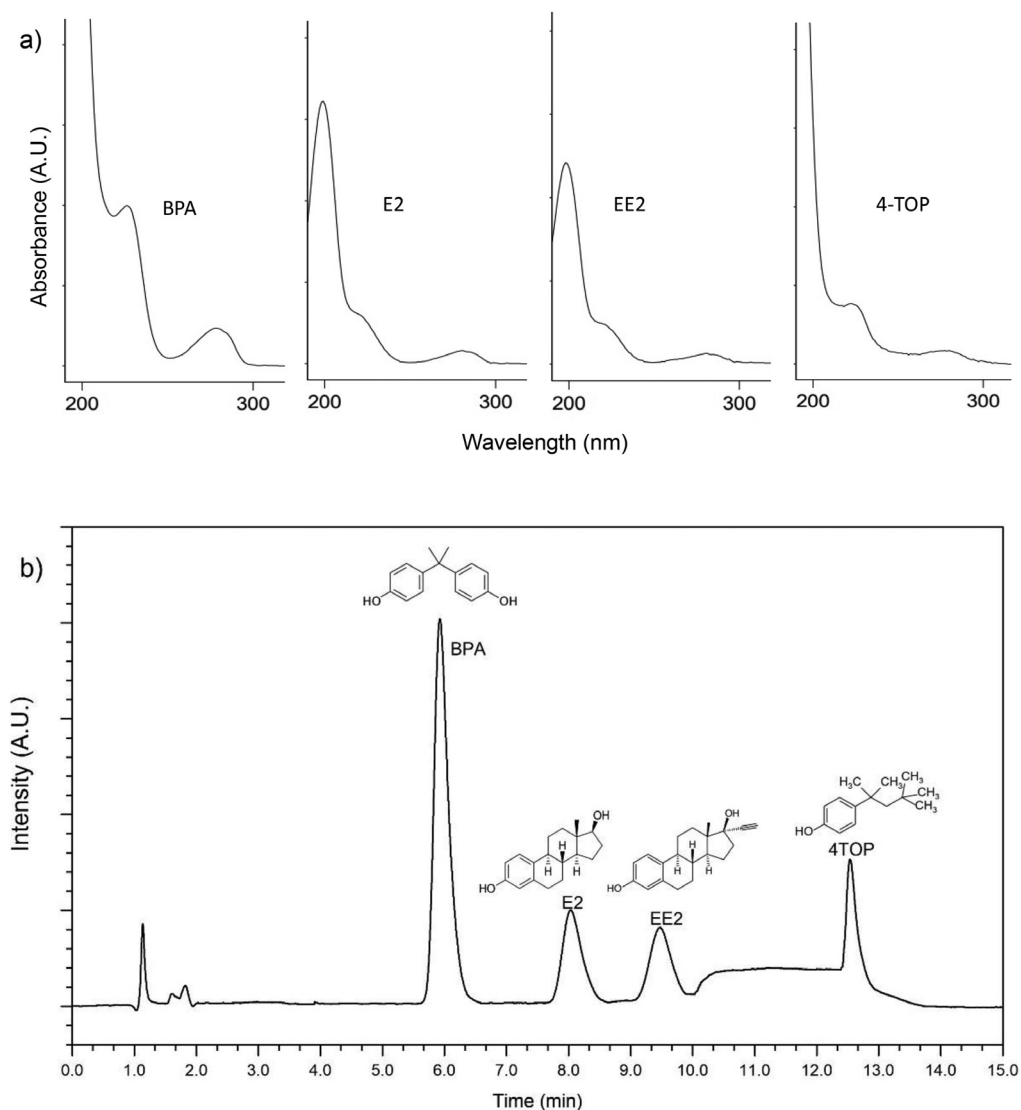 a)
Absorbance (A.U.)
BPA
E2
EE2
4-TOP
200 300 200 300 200 300 200 300
Wavelength (nm)
b)
Intensity (A.U.)
HO OH
BPA
OH
H H
H
HO
E2
OH
H H
H
HO
EE2
CH₃
H₃C CH₃ CH₃
CH₃
HO
4TOP
0.0 1.0 2.0 3.0 4.0 5.0 6.0 7.0 8.0 9.0 10.0 11.0 12.0 13.0 14.0 15.0
Time (min)